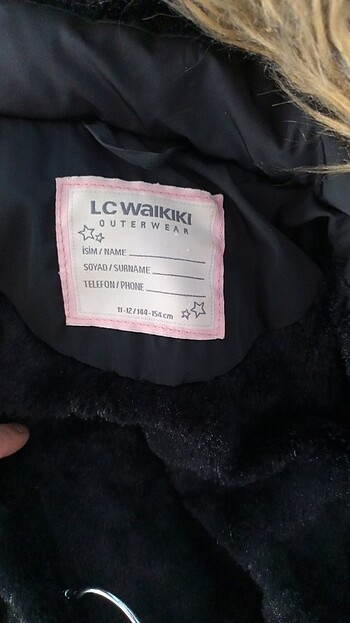 LC WAIKIKI
OUTERWEAR
İSİM / NAME
SOYAD / SURNAME
TELEFON / PHONE
11-12 / 144-154 cm